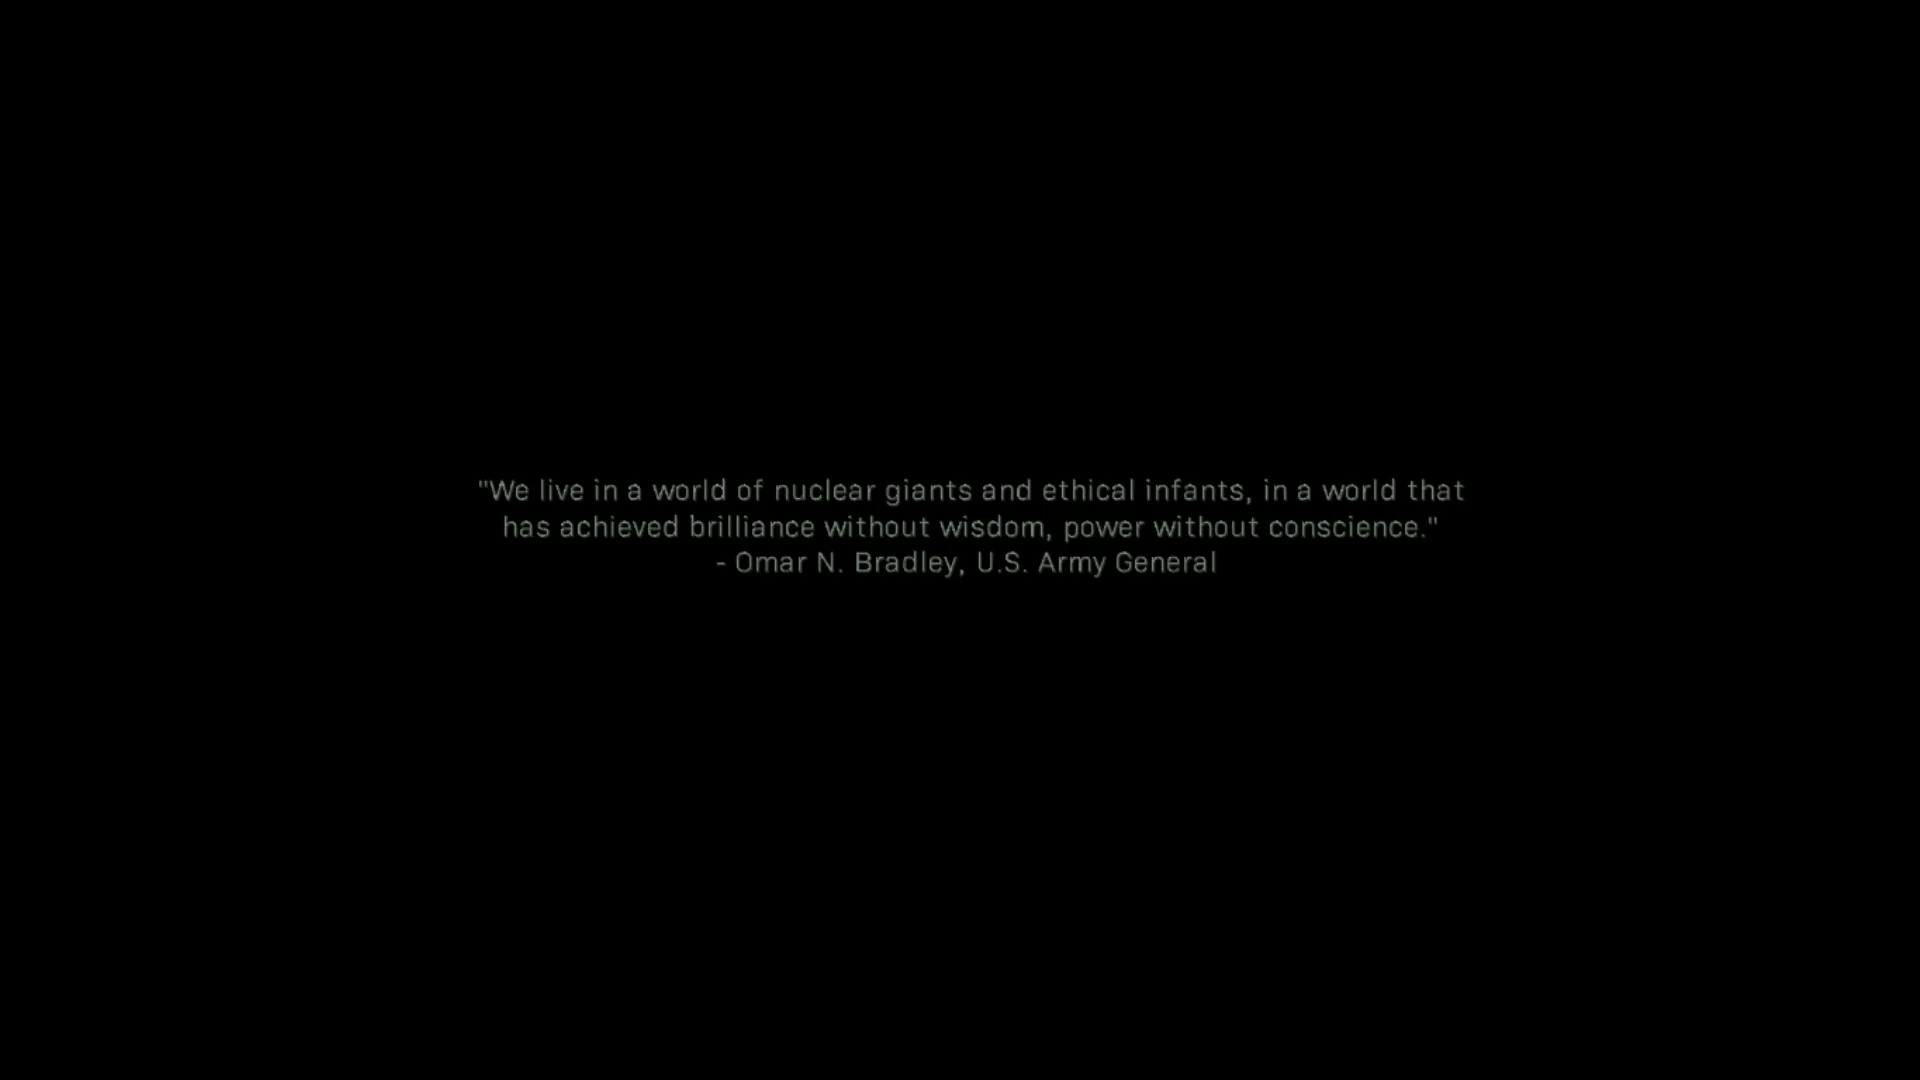 "We live in a world of nuclear giants and ethical infants, in a world that
has achieved brilliance without wisdom, power without conscience."
- Omar N. Bradley, U.S. Army General